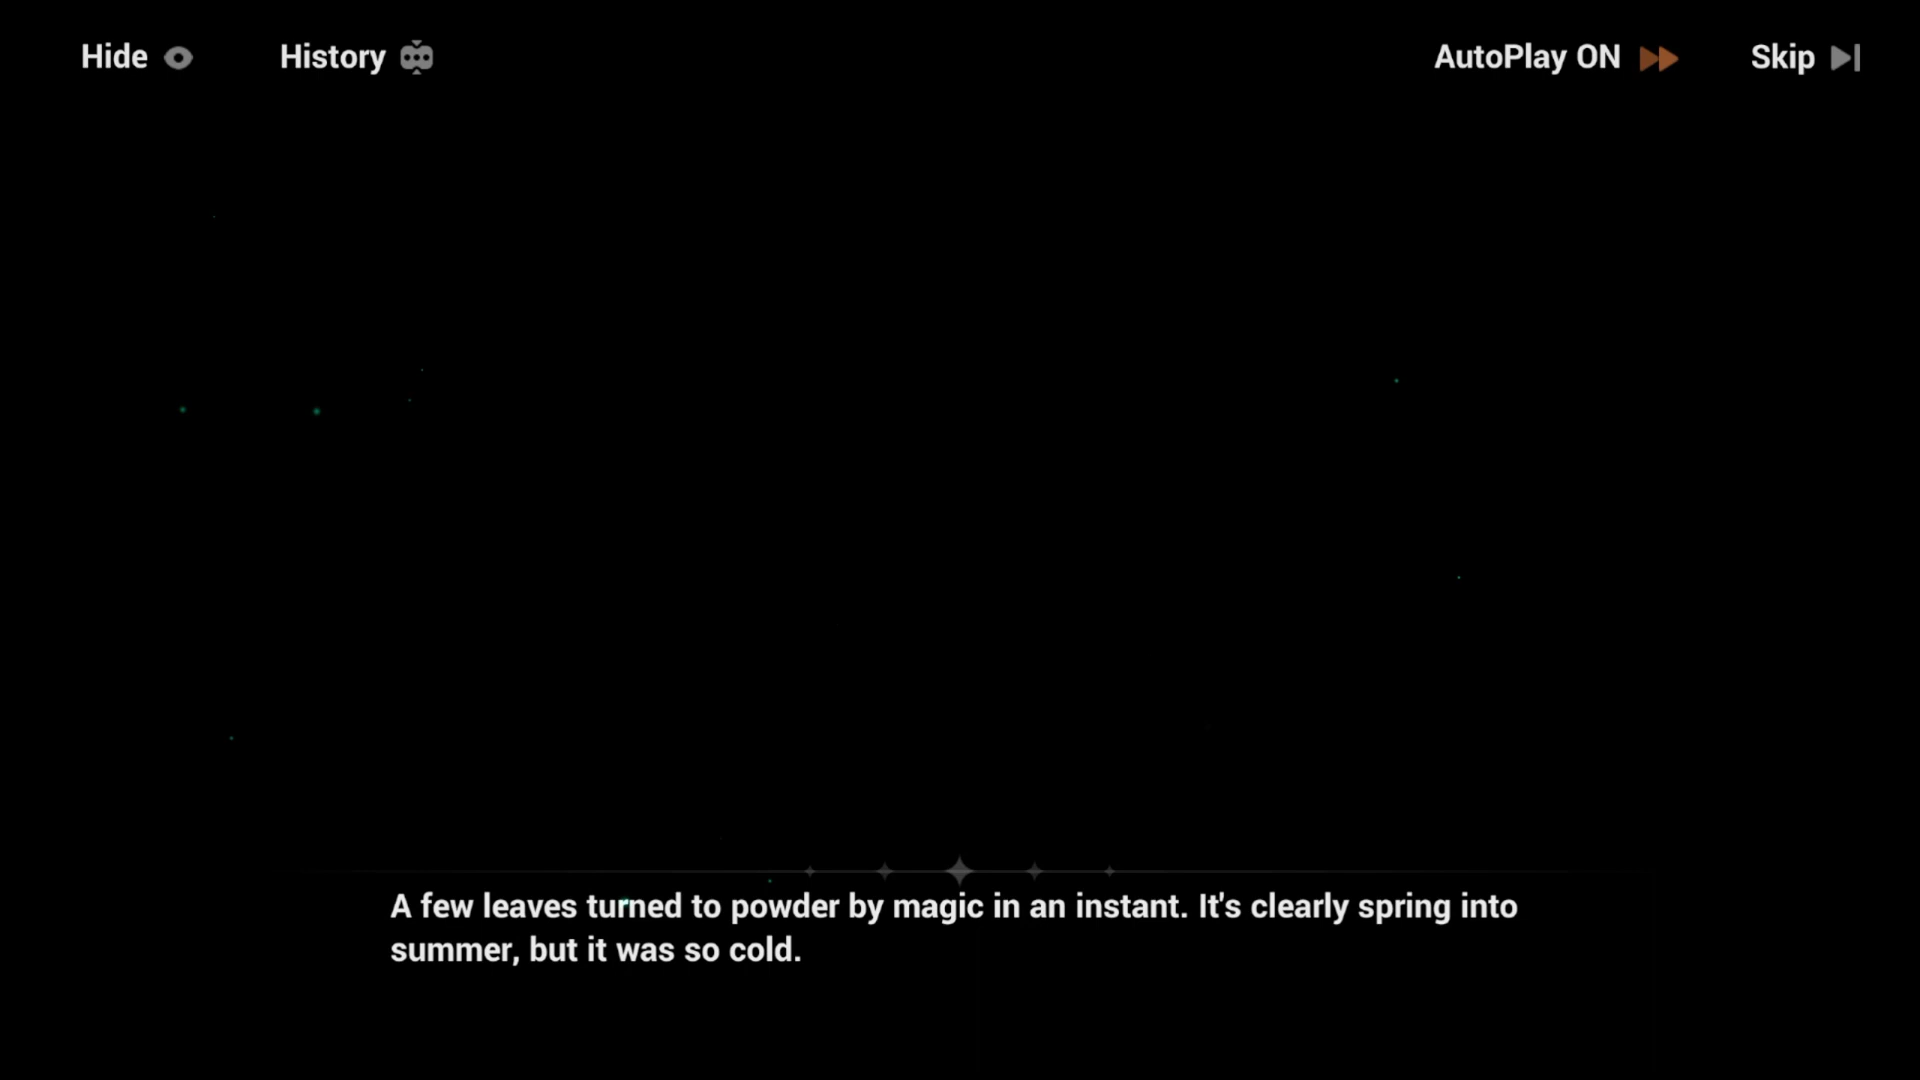 Hide
History
AutoPlay ON
Skip
A few leaves turned to powder by magic in an instant. It's clearly spring into
summer, but it was so cold.